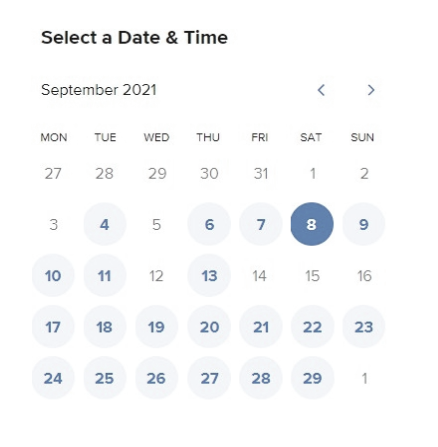 Select a Date & Time
September 2021
MON TUE WED THU FRI SAT SUN
27 28 29 30 31 1 2
3 4 5 6 7 8 9
10 11 12 13 14 15 16
17 18 19 20 21 22 23
24 25 26 27 28 29 1